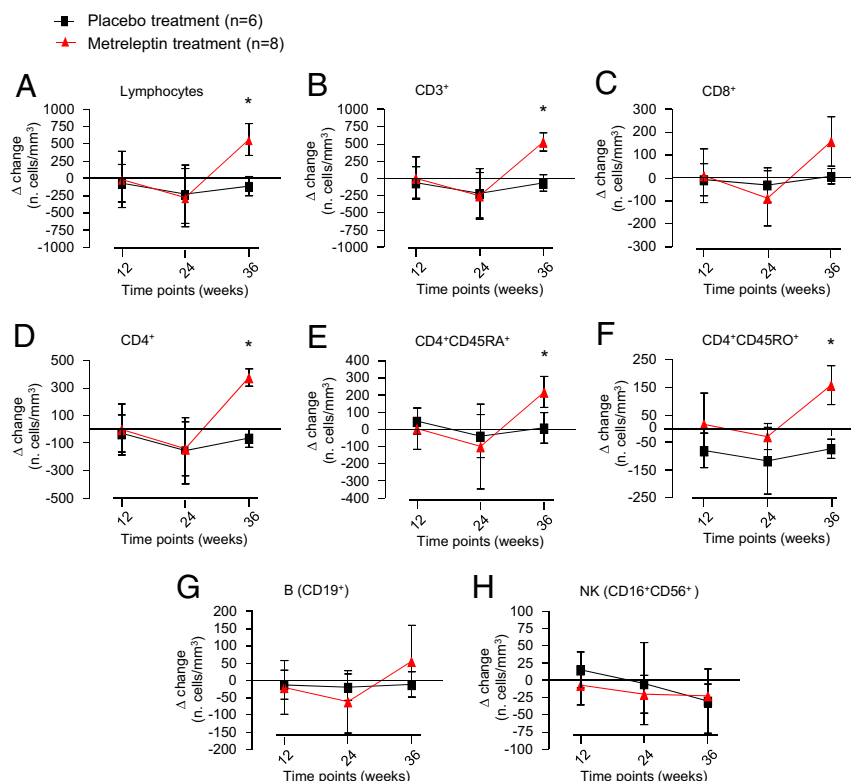 Placebo treatment (n=6)
Metreleptin treatment (n=8)
A
Lymphocytes
*
Δ change
(n. cells/mm³)
1000
750
500
250
0
-250
-500
-750
-1000
12
24
36
Time points (weeks)
B
CD3⁺
*
Δ change
(n. cells/mm³)
1000
750
500
250
0
-250
-500
-750
-1000
12
24
36
Time points (weeks)
C
CD8⁺
Δ change
(n. cells/mm³)
300
200
100
0
-100
-200
-300
12
24
36
Time points (weeks)
D
CD4⁺
*
Δ change
(n. cells/mm³)
500
300
100
-100
-300
-500
12
24
36
Time points (weeks)
E
CD4⁺CD45RA⁺
*
Δ change
(n. cells/mm³)
400
300
200
100
0
-100
-200
-300
400
12
24
36
Time points (weeks)
F
CD4⁺CD45RO⁺
*
Δ change
(n. cells/mm³)
250
150
50
0
-50
-150
-250
12
24
36
Time points (weeks)
G
B (CD19⁺)
Δ change
(n. cells/mm³)
200
150
100
50
0
-50
-100
-150
-200
12
24
36
Time points (weeks)
H
NK (CD16⁺CD56⁺)
Δ change
(n. cells/mm³)
100
75
50
25
0
-25
-50
-75
100
12
24
36
Time points (weeks)